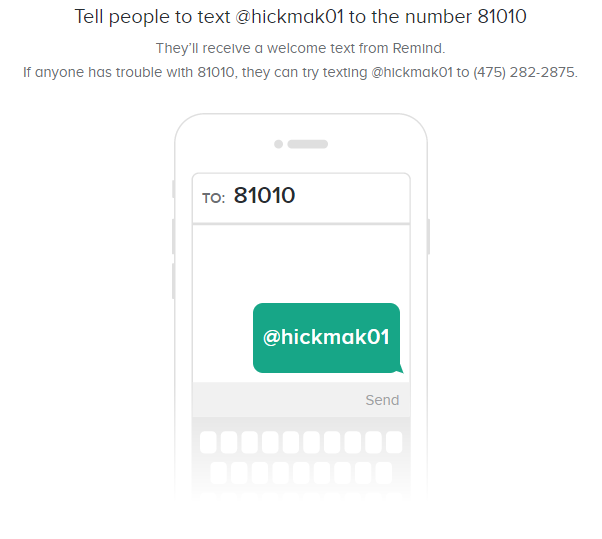 Tell people to text @hickmak01 to the number 81010
They'll receive a welcome text from Remind.
If anyone has trouble with 81010, they can try texting @hickmak01 to (475) 282-2875.
TO: 81010
@hickmak01
Send